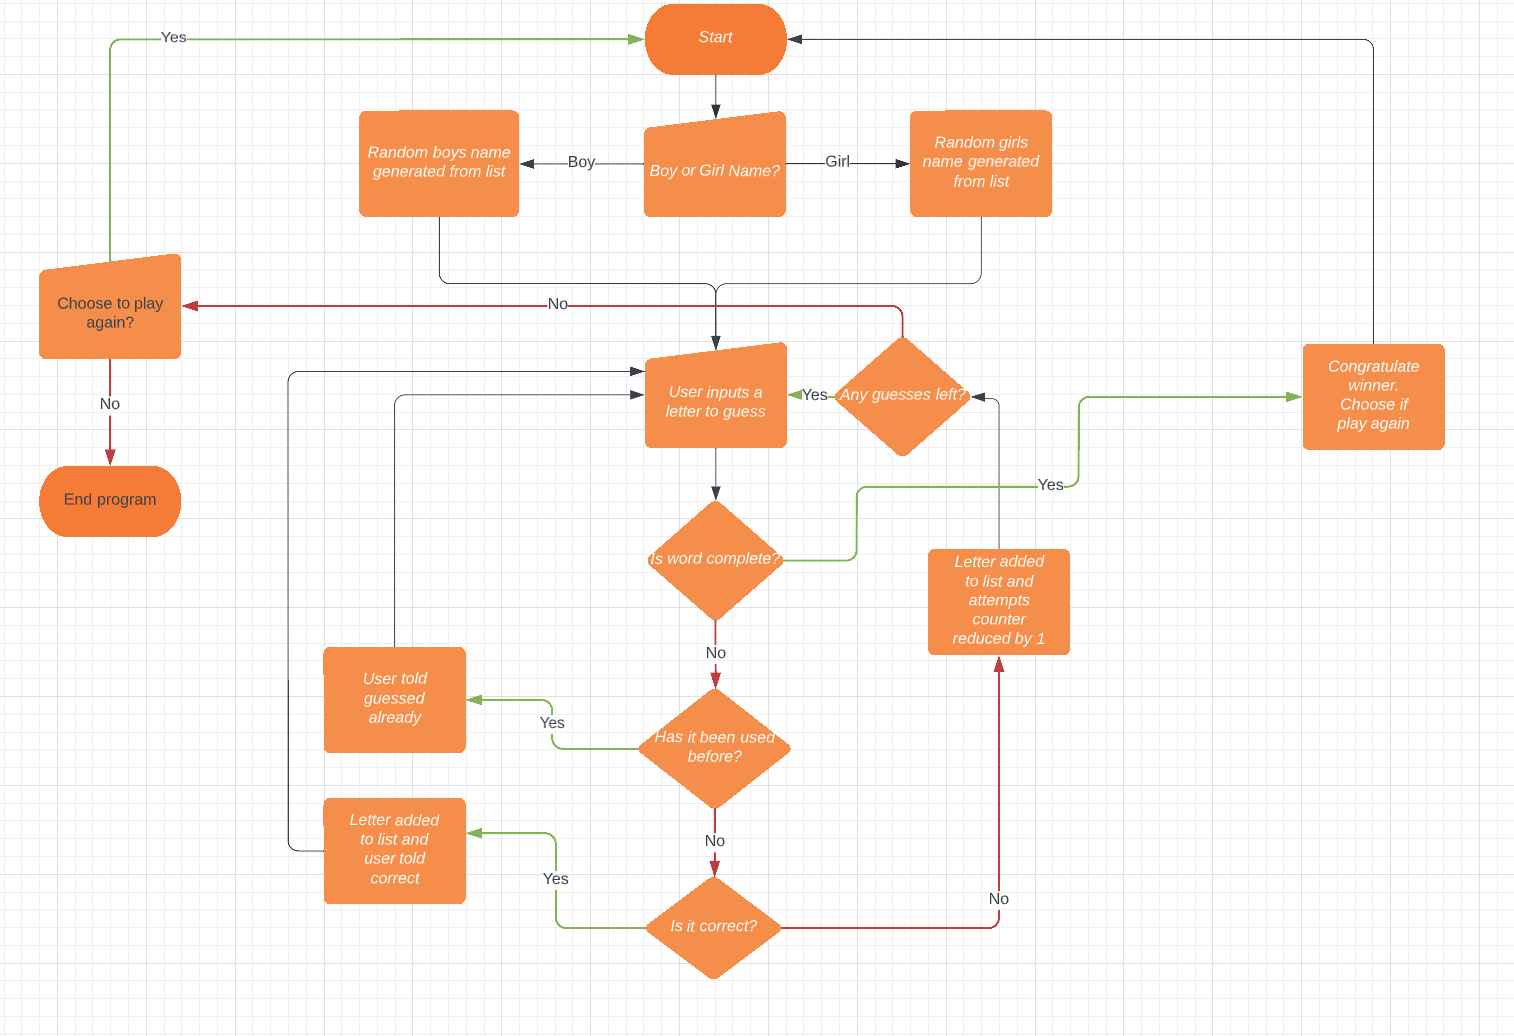 Yes
Start
Random boys name
generated from list
Boy
Boy or Girl Name?
Girl
Random girls
name generated
from list
Choose to play
again?
No
No
End program
User inputs a
letter to guess
Yes
Any guesses left?
Congratulate
winner.
Choose if
play again
Yes
Is word complete?
Letter added
to list and
attempts
counter
reduced by 1
No
User told
guessed
already
Yes
Has it been used
before?
No
Letter added
to list and
user told
correct
Yes
Is it correct?
No